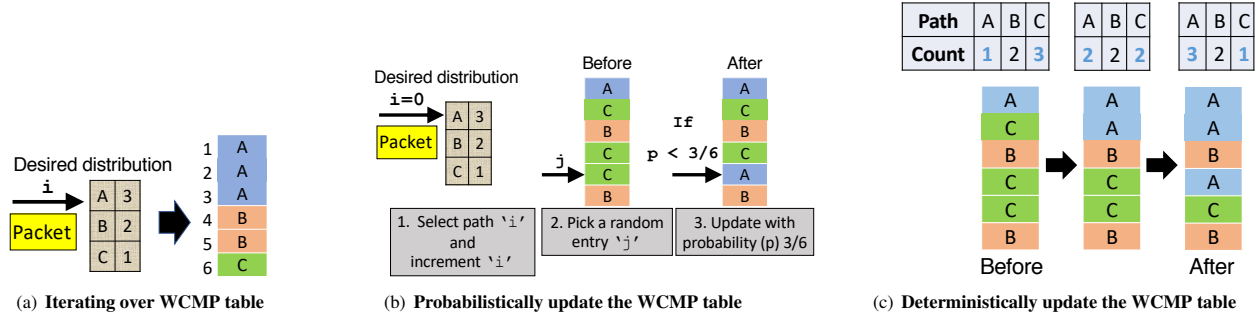 Desired distribution
i
Packet
A 3
B 2
C 1
1 A
2 A
3 A
4 B
5 B
6 C
(a) Iterating over WCMP table
Desired distribution
i=0
Packet
A 3
B 2
C 1
Before
A
C
B
C
C
B
j
After
A
C
B
C
A
B
If
p < 3/6
1. Select path 'i'
and
increment 'i'
2. Pick a random
entry 'j'
3. Update with
probability (p) 3/6
(b) Probabilistically update the WCMP table
Path A B C
Count 1 2 3
A B C
2 2 2
A B C
3 2 1
A
C
B
C
C
B
Before
A
A
B
C
C
B
A
A
B
A
C
B
After
(c) Deterministically update the WCMP table